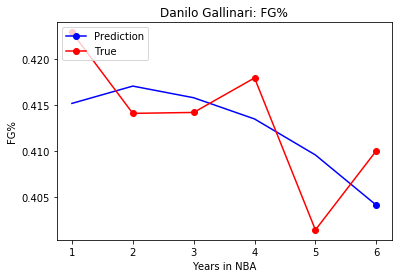 Danilo Gallinari: FG%
Prediction
True
0.420
0.415
0.410
0.405
FG%
1 2 3 4 5 6
Years in NBA